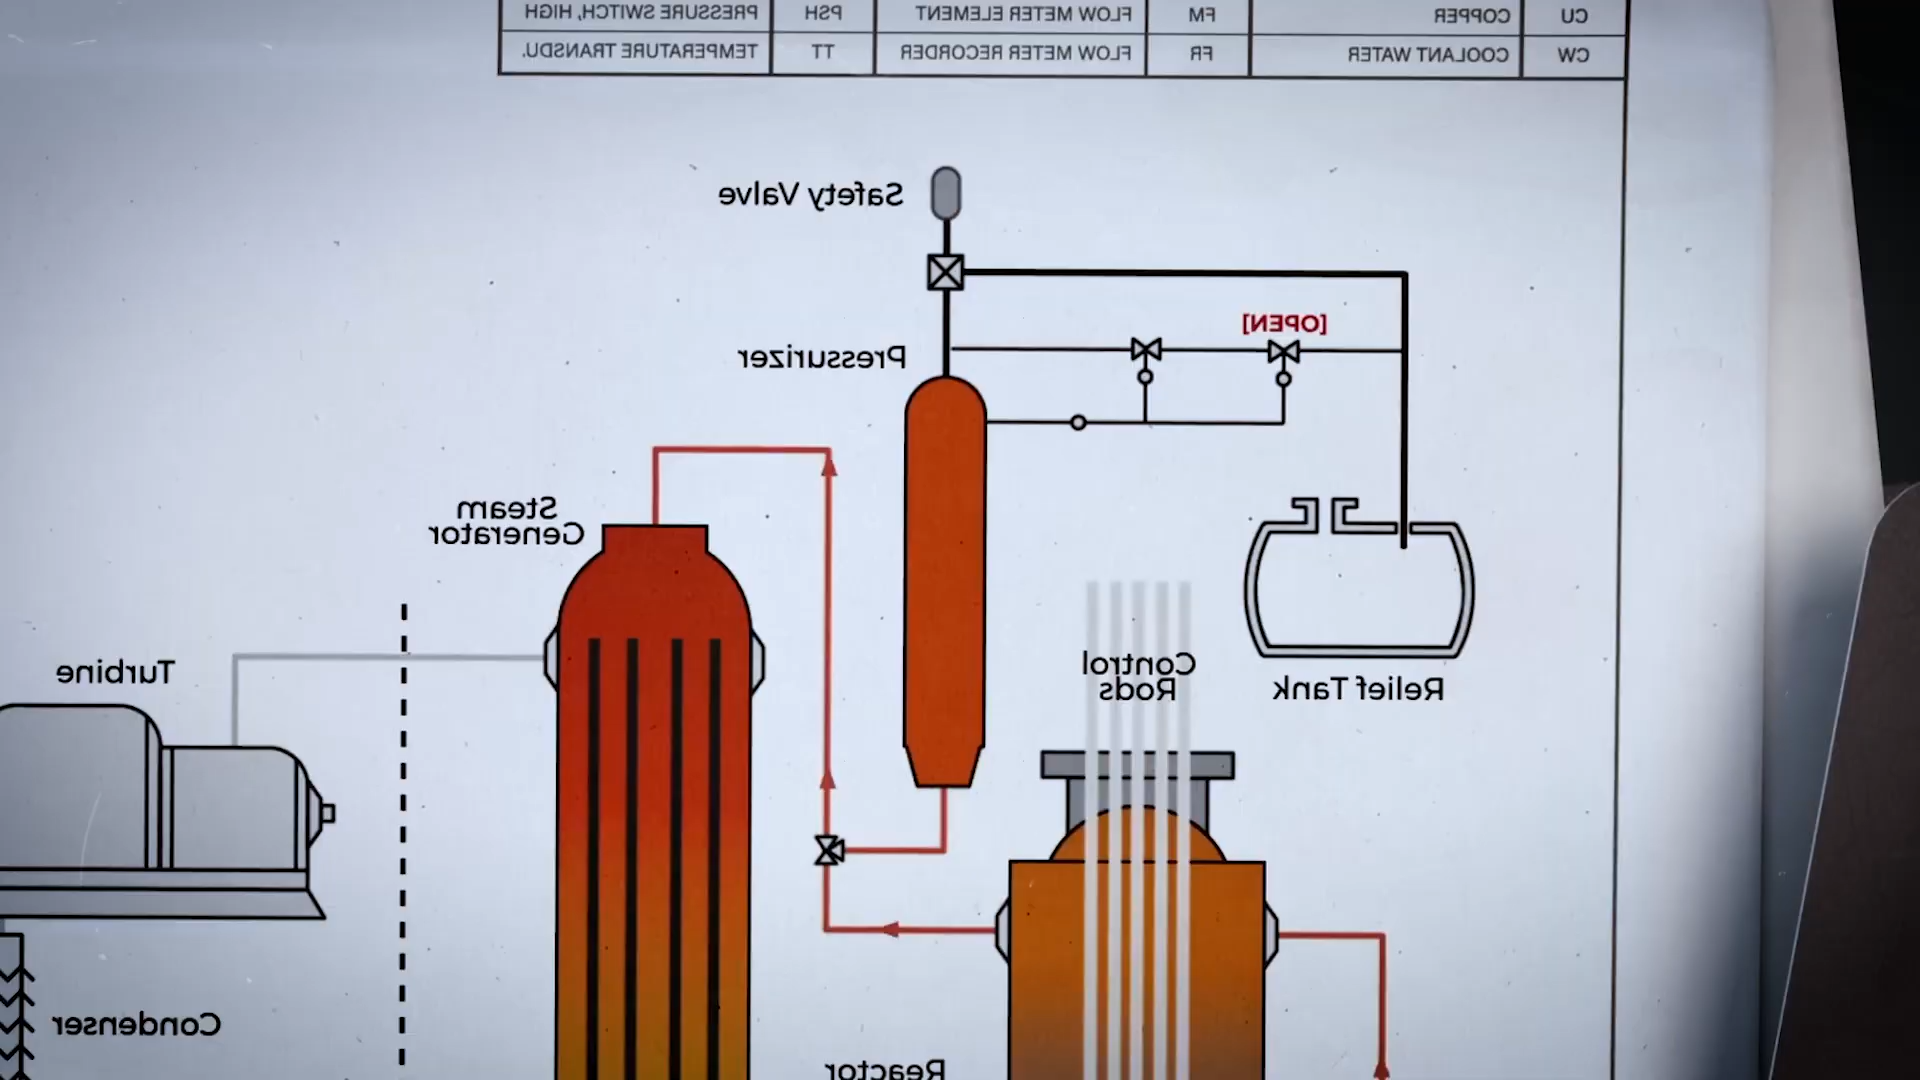 CU COPPER FM FLOW METER ELEMENT PSH PRESSURE SWITCH, HIGH
CW COOLANT WATER FR FLOW METER RECORDER TT TEMPERATURE TRANSDU.
Safety Valve
[OPEN]
Pressurizer
Steam
Generator
Control
Rods
Relief Tank
Turbine
Condenser
Reactor